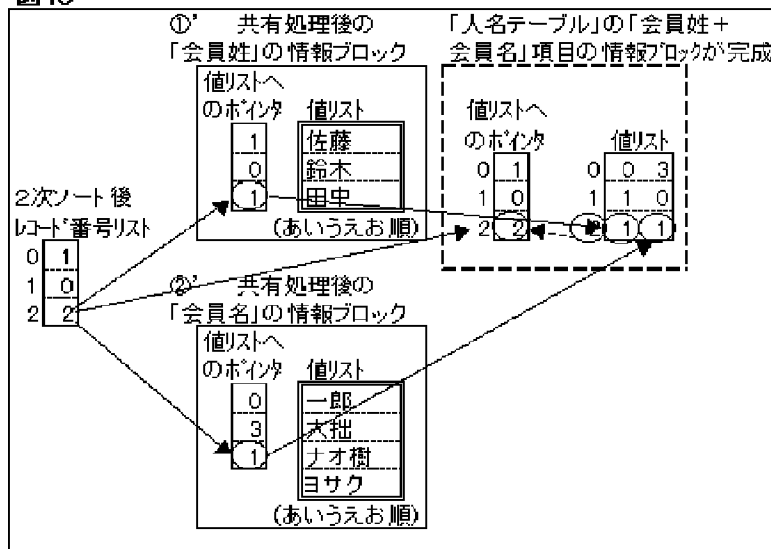 ①’ 共有処理後の
「会員姓」の情報ブロック
「人名テーブル」の「会員姓＋
会員名」項目の情報ブロックが完成
値リストへ
のポインタ 値リスト
1 佐藤
0 鈴木
1 田中
(あいうえお順)
値リストへ
のポインタ 値リスト
0 1 0 0 3
1 0 1 1 0
2 2 2 1 1
2次ソート後
レコード番号リスト
0 1
1 0
2 2
②’ 共有処理後の
「会員名」の情報ブロック
値リストへ
のポインタ 値リスト
0 一郎
3 大拙
1 ナオ樹
ヨサク
(あいうえお順)